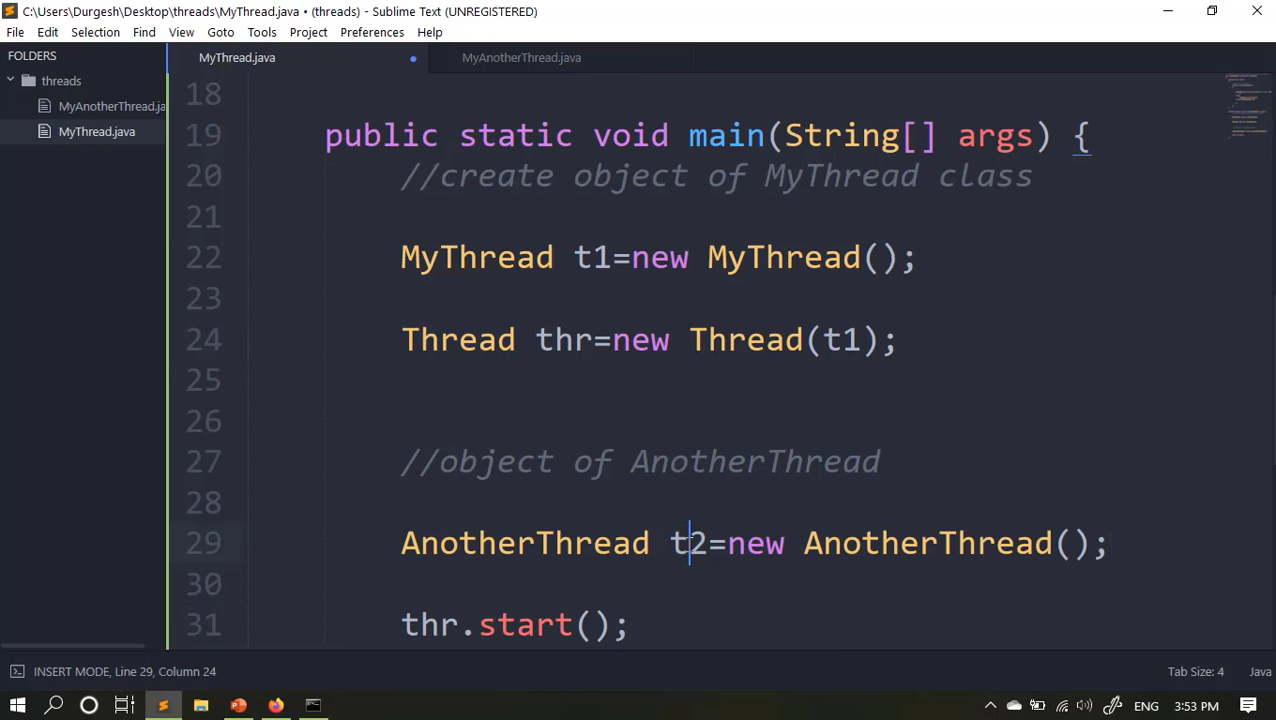 C:\Users\Durgesh\Desktop\threads\MyThread.java • (threads) - Sublime Text (UNREGISTERED)
File Edit Selection Find View Goto Tools Project Preferences Help
FOLDERS
threads
MyAnotherThread.ja
MyThread.java
MyThread.java
MyAnotherThread.java
18
19 public static void main(String[] args) {
20 //create object of MyThread class
21
22 MyThread t1=new MyThread();
23
24 Thread thr=new Thread(t1);
25
26
27 //object of AnotherThread
28
29 AnotherThread t2=new AnotherThread();
30
31 thr.start();
INSERT MODE, Line 29, Column 24
Tab Size: 4
Java
ENG
3:53 PM